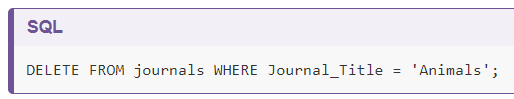 SQL
DELETE FROM journals WHERE Journal_Title = 'Animals';